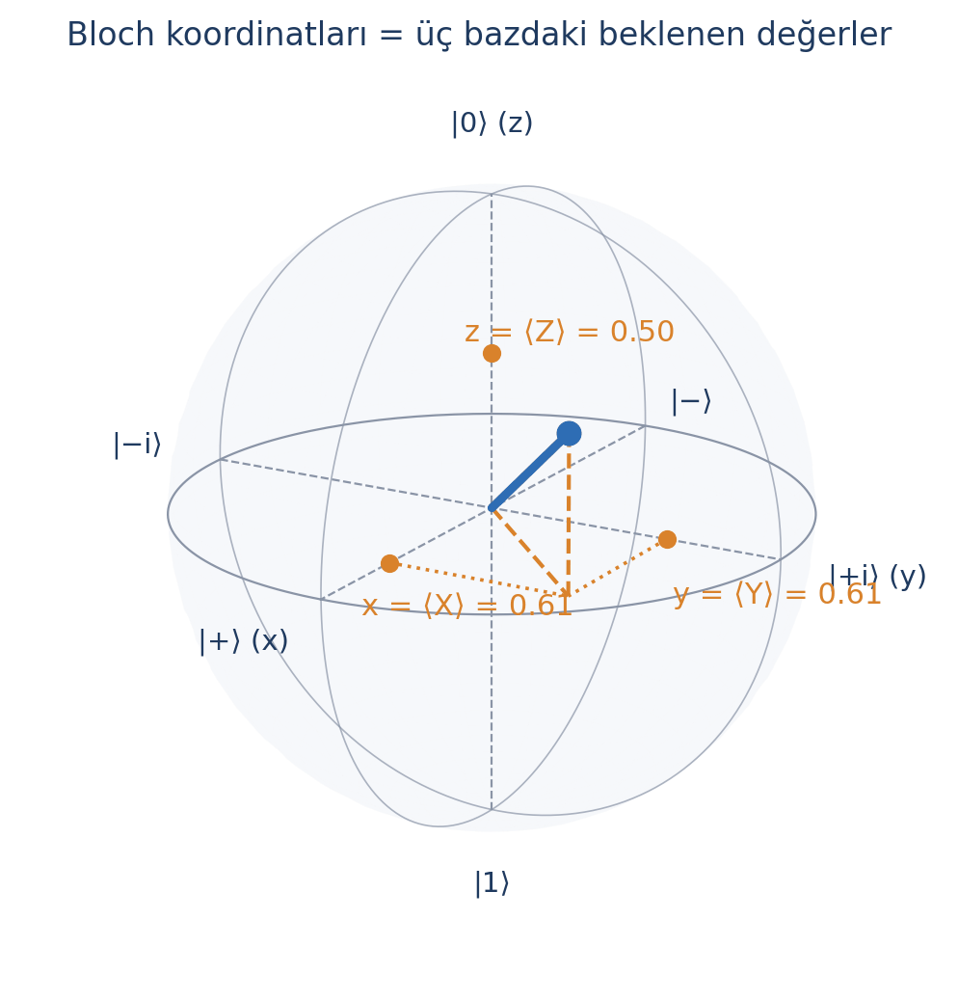 Bloch koordinatları = üç bazdaki beklenen değerler
|0⟩ (z)
z = ⟨Z⟩ = 0.50
|−⟩
|−i⟩
|+i⟩ (y)
y = ⟨Y⟩ = 0.61
x = ⟨X⟩ = 0.61
|+⟩ (x)
|1⟩